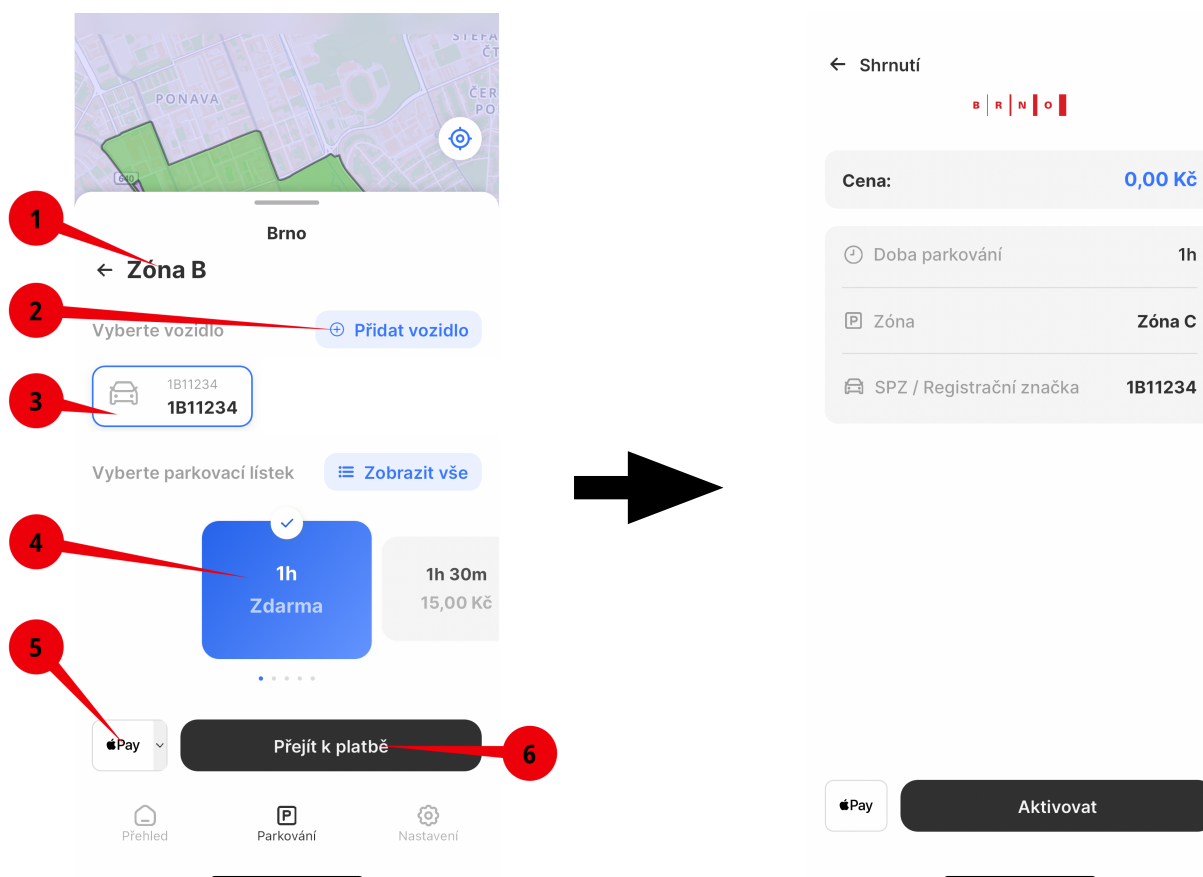 STEFA
ČT
PONAVA
ČER
PO
640
1
Brno
← Zóna B
2
Vyberte vozidlo
Přidat vozidlo
3
1B11234
1B11234
Vyberte parkovací lístek
Zobrazit vše
4
1h
Zdarma
1h 30m
15,00 Kč
5
Pay
Přejít k platbě
6
Přehled
P
Parkování
Nastavení
← Shrnutí
B R N O
Cena:
0,00 Kč
Doba parkování
1h
P
Zóna
Zóna C
SPZ / Registrační značka
1B11234
Pay
Aktivovat